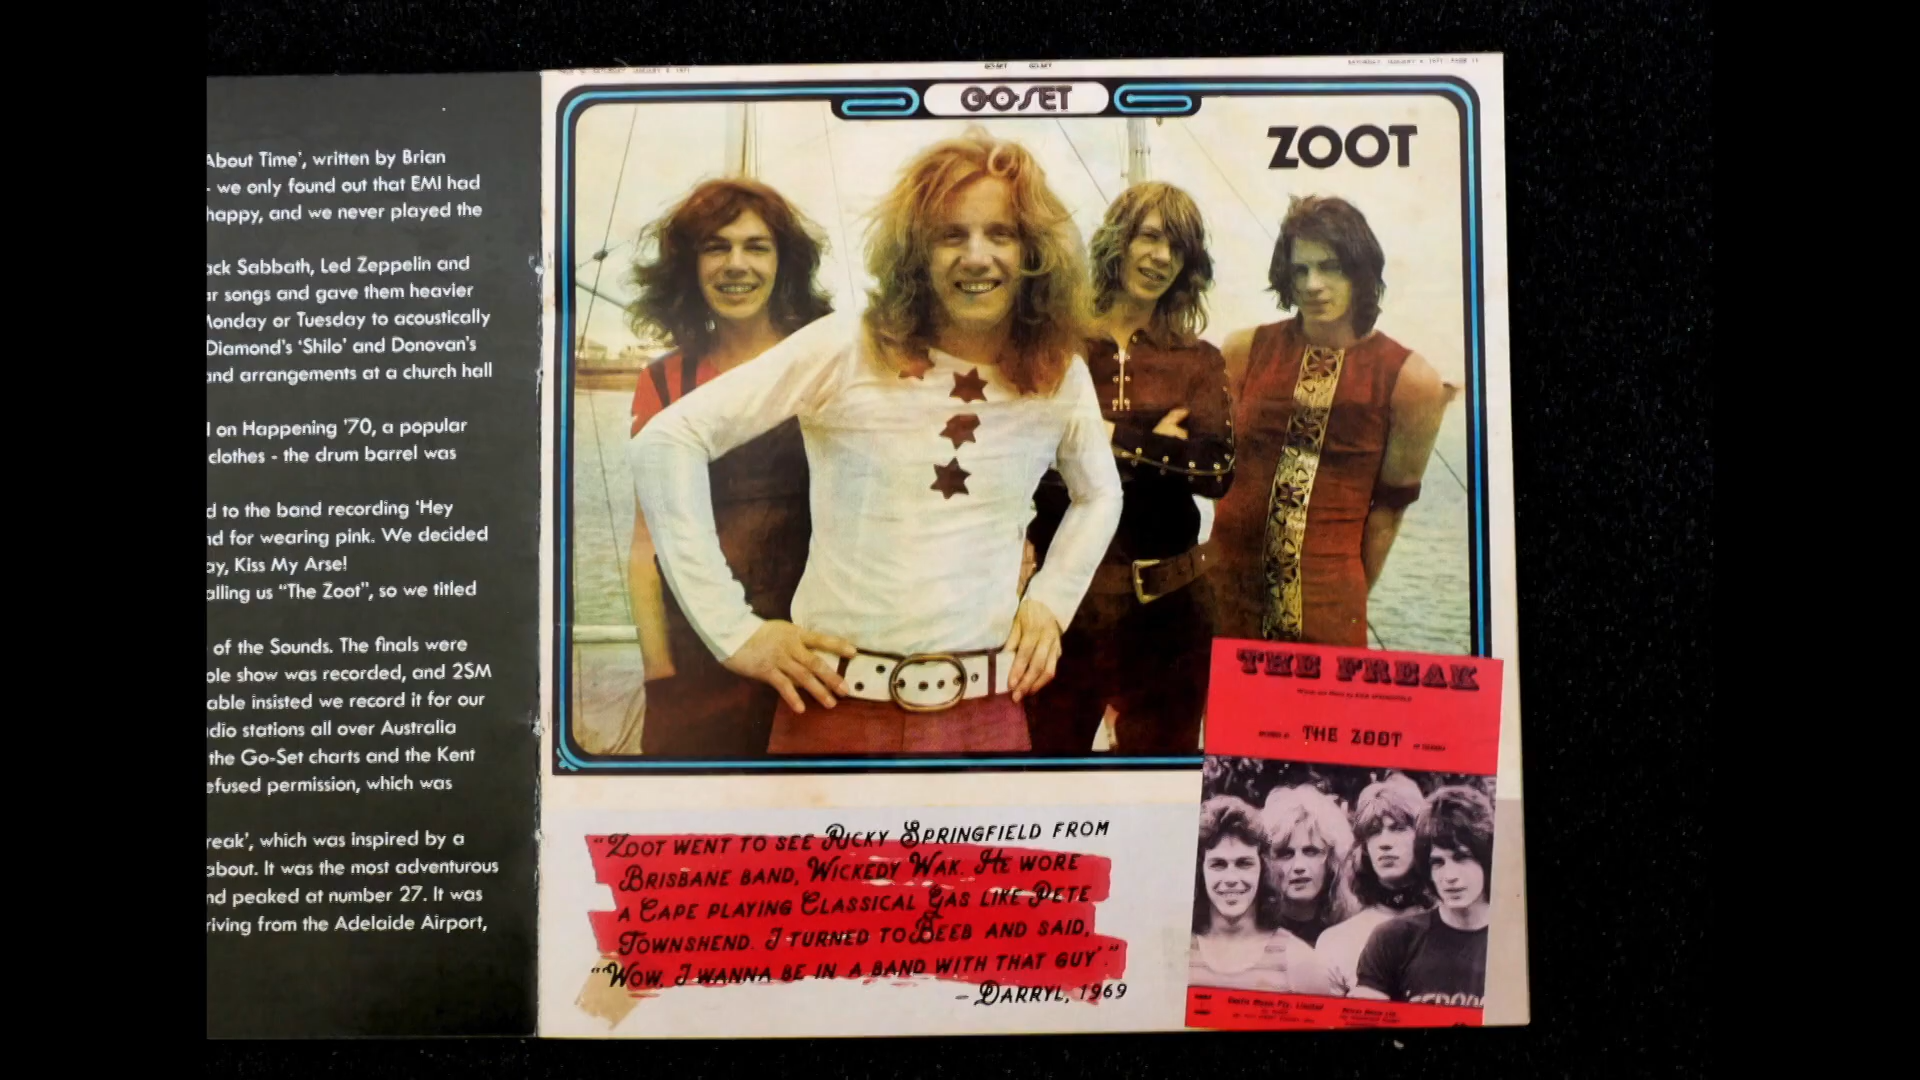 About Time', written by Brian
- we only found out that EMI had
happy, and we never played the
ack Sabbath, Led Zeppelin and
ar songs and gave them heavier
Monday or Tuesday to acoustically
Diamond's 'Shilo' and Donovan's
and arrangements at a church hall
l on Happening '70, a popular
clothes - the drum barrel was
d to the band recording 'Hey
nd for wearing pink. We decided
ay, Kiss My Arse!
alling us "The Zoot", so we titled
of the Sounds. The finals were
ole show was recorded, and 2SM
able insisted we record it for our
dio stations all over Australia
the Go-Set charts and the Kent
efused permission, which was
reak', which was inspired by a
about. It was the most adventurous
nd peaked at number 27. It was
riving from the Adelaide Airport,
GO-SET GO-SET
GO-SET
ZOOT
THE FREAK
THE ZOOT
"Zoot went to see Ricky Springfield from
Brisbane band, Wickedy Wak. He wore
a Cape playing Classical Gas like Pete
Townshend. I turned to Beeb and said,
"Wow, I wanna be in a band with that guy'."
- Darryl, 1969